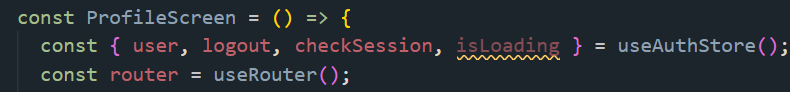 const ProfileScreen = () => {
const { user, logout, checkSession, isLoading } = useAuthStore();
const router = useRouter();